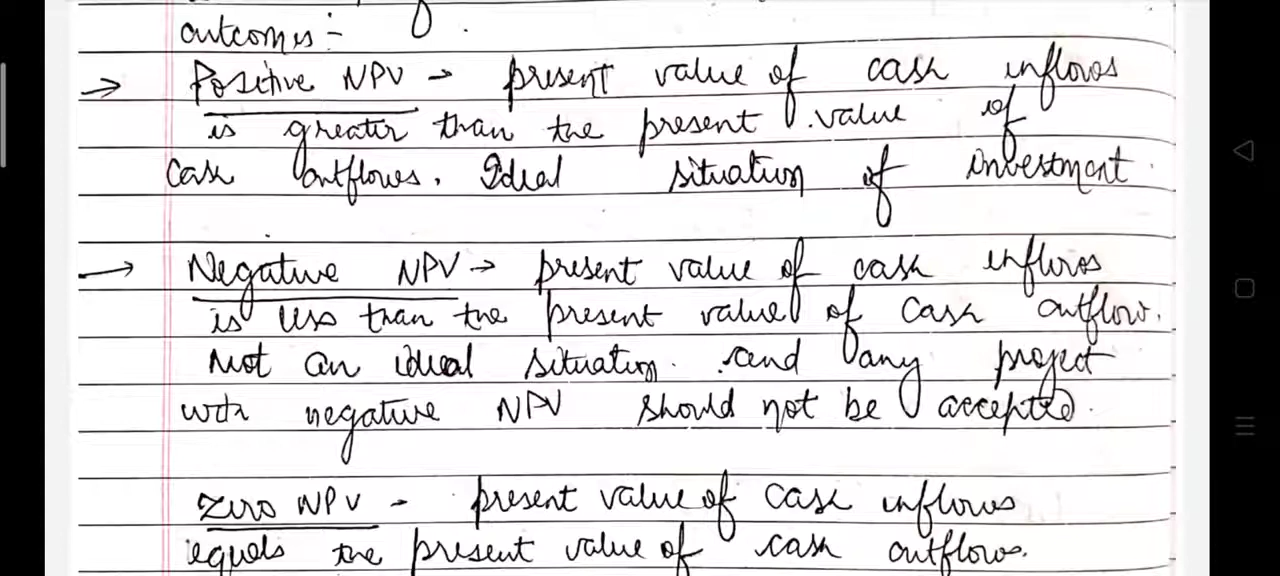 outcomes :-
→ Positive NPV → present value of cash inflows
is greater than the present value of
cash outflows. Ideal situation of investment.
→ Negative NPV → present value of cash inflows
is less than the present value of cash outflow.
Not an ideal situation. and any project
with negative NPV should not be accepted.
Zero NPV - present value of cash inflows
equals the present value of cash outflows.